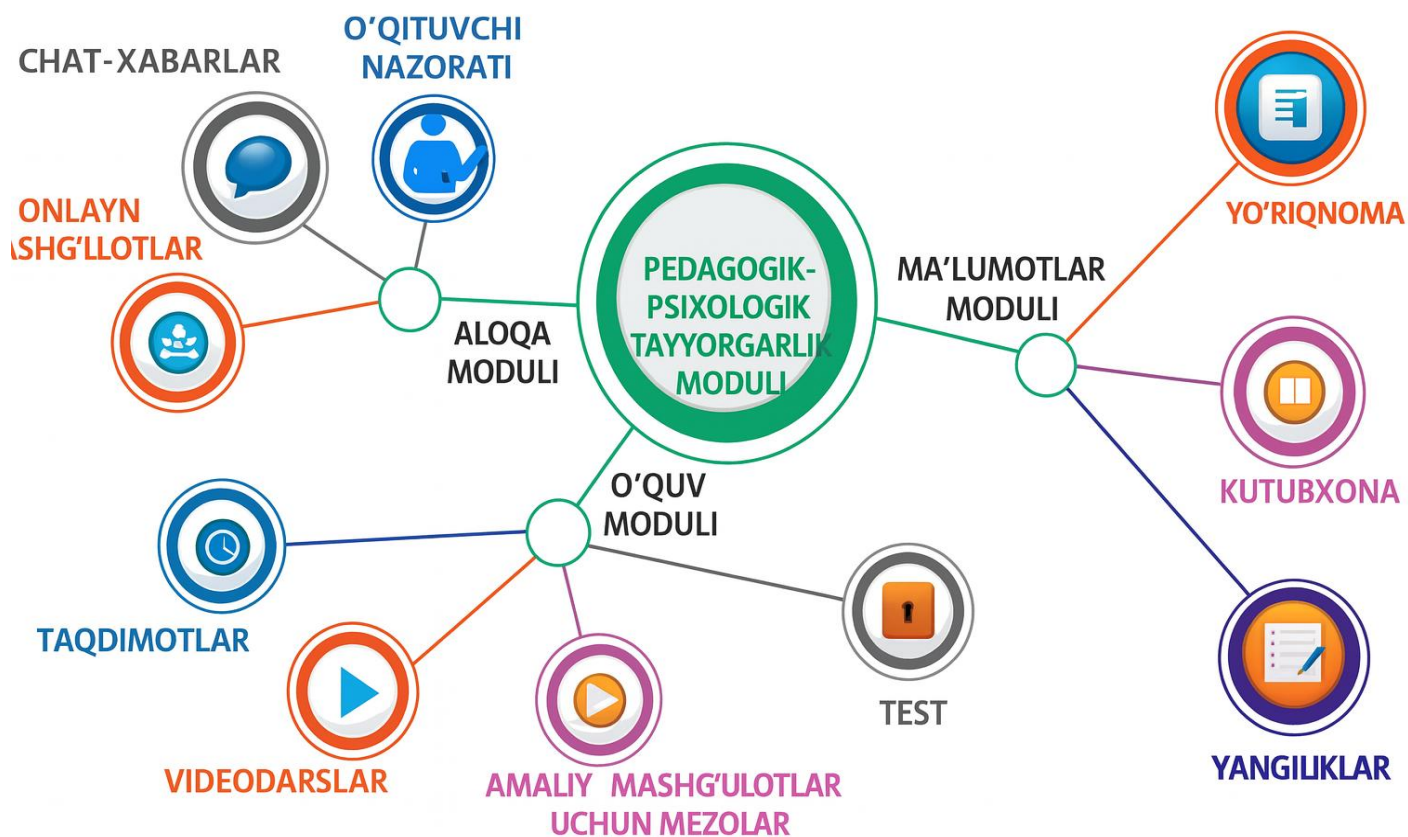 O'QITUVCHI
NAZORATI
CHAT-XABARLAR
ONLAYN
ASHG'LLOTLAR
PEDAGOGIK-
PSIXOLOGIK
TAYYORGARLIK
MODULI
ALOQA
MODULI
MA'LUMOTLAR
MODULI
YO'RIQNOMA
KUTUBXONA
YANGILIKLAR
O'QUV
MODULI
TAQDIMOTLAR
VIDEODARSLAR
AMALIY MASHG'ULOTLAR
UCHUN MEZOLAR
TEST